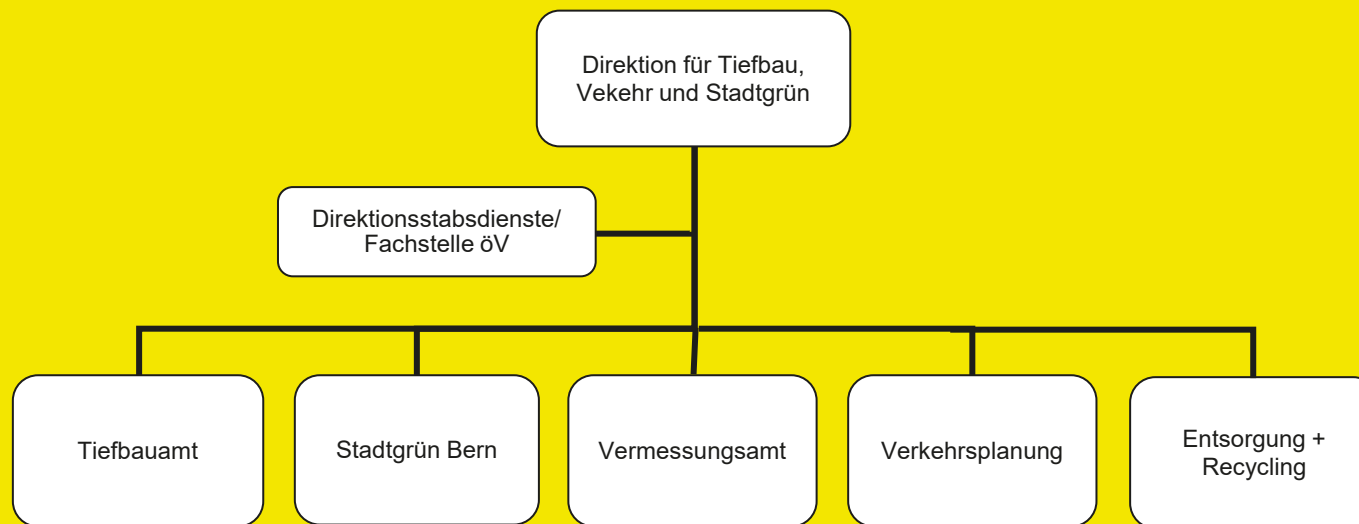 Direktion für Tiefbau,
Vekehr und Stadtgrün
Direktionsstabsdienste/
Fachstelle öV
Tiefbauamt
Stadtgrün Bern
Vermessungsamt
Verkehrsplanung
Entsorgung +
Recycling